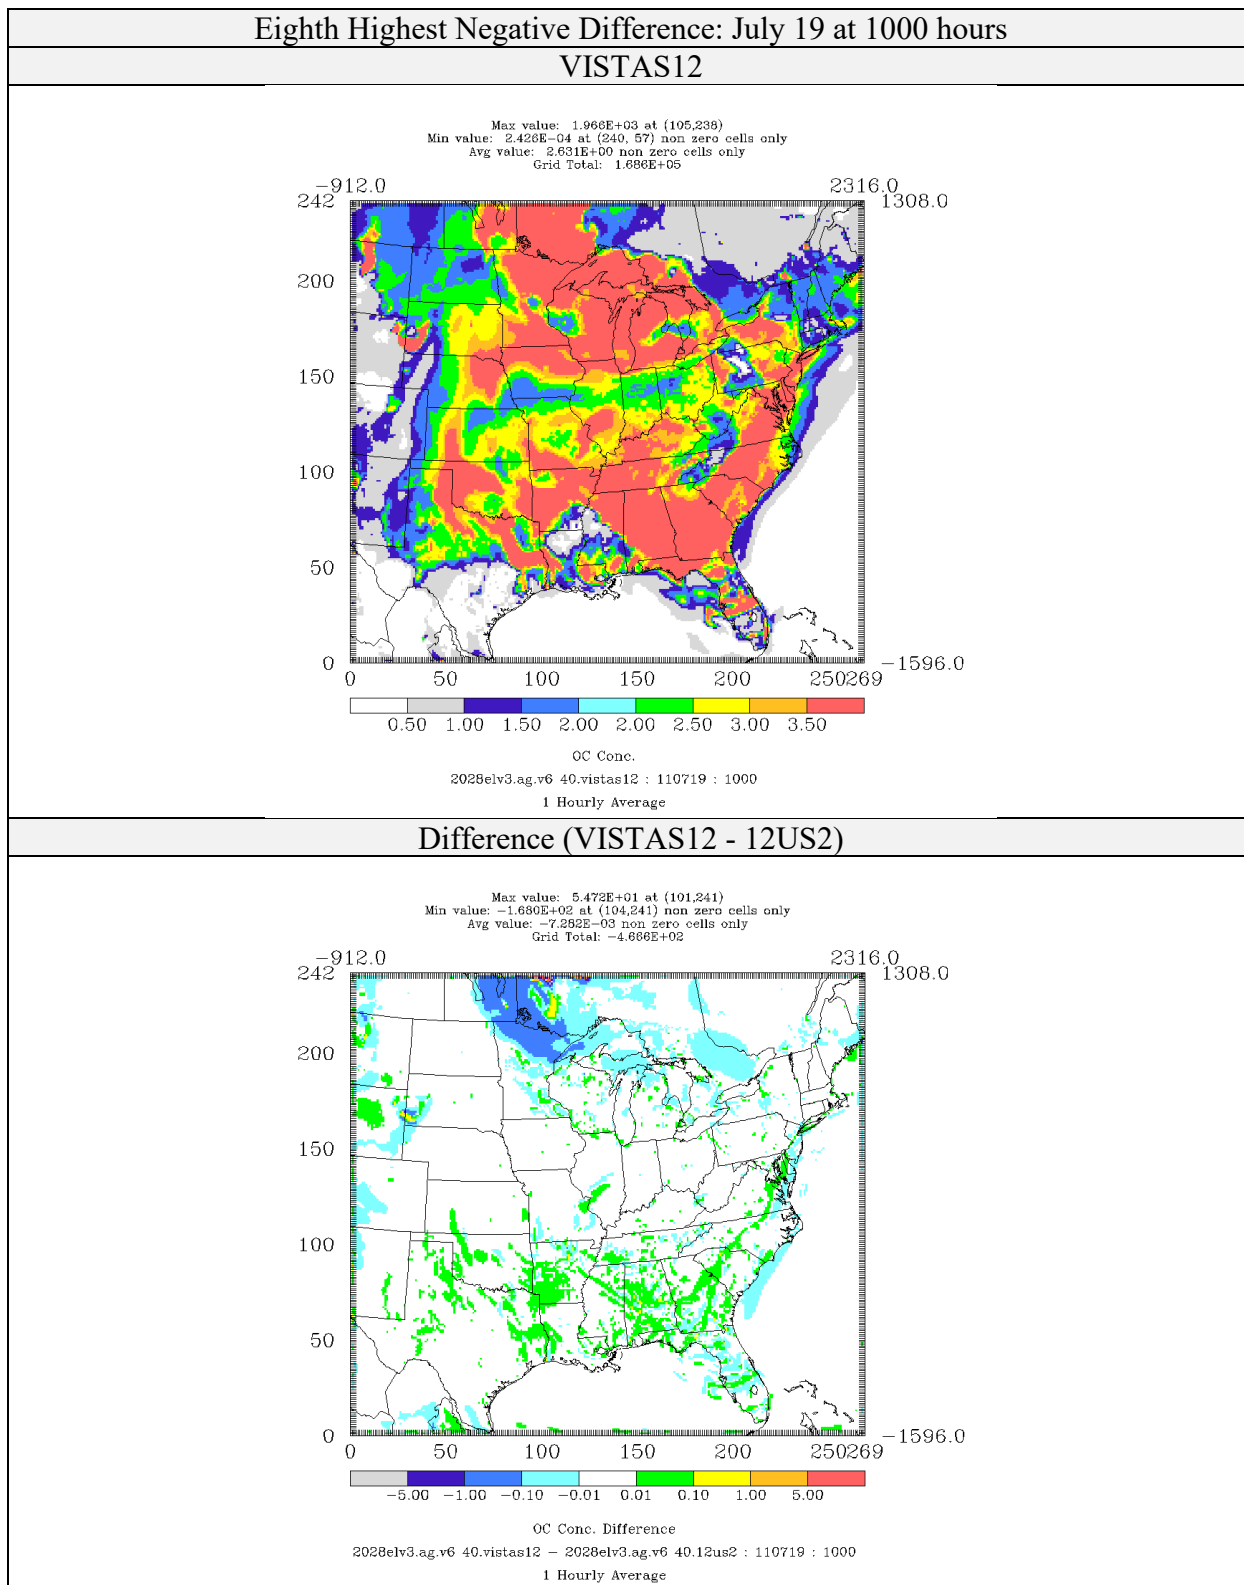 Eighth Highest Negative Difference: July 19 at 1000 hours
VISTAS12
Max value: 1.966E+03 at (105,238)
Min value: 2.426E-04 at (240, 57) non zero cells only
Avg value: 2.631E+00 non zero cells only
Grid Total: 1.686E+05
-912.0 2316.0
242 1308.0
200
150
100
50
0 -1596.0
0 50 100 150 200 250269
0.50 1.00 1.50 2.00 2.00 2.50 3.00 3.50
OC Conc.
2028elv3.ag.v6 40.vistas12 : 110719 : 1000
1 Hourly Average
Difference (VISTAS12 - 12US2)
Max value: 5.472E+01 at (101,241)
Min value: -1.680E+02 at (104,241) non zero cells only
Avg value: -7.282E-03 non zero cells only
Grid Total: -4.666E+02
-912.0 2316.0
242 1308.0
200
150
100
50
0 -1596.0
0 50 100 150 200 250269
-5.00 -1.00 -0.10 -0.01 0.01 0.10 1.00 5.00
OC Conc. Difference
2028elv3.ag.v6 40.vistas12 - 2028elv3.ag.v6 40.12us2 : 110719 : 1000
1 Hourly Average